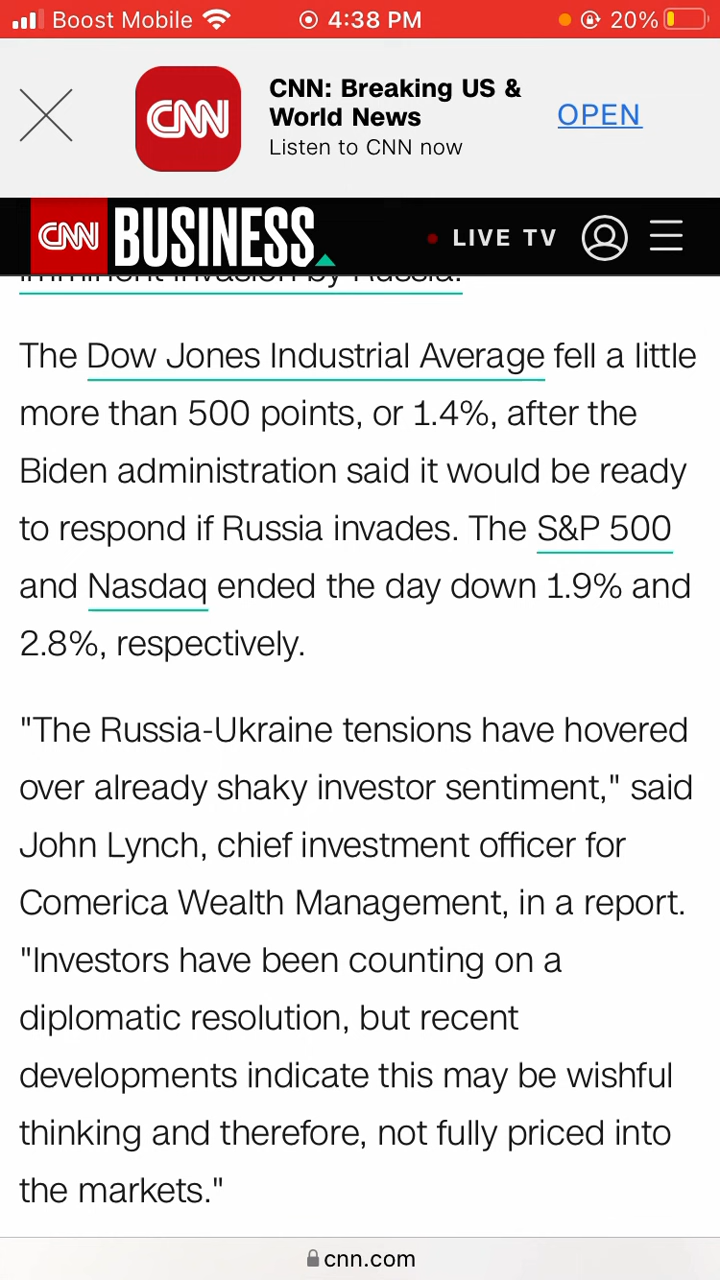 Boost Mobile 4:38 PM 20%
CNN CNN: Breaking US &
World News
Listen to CNN now
OPEN
CNN BUSINESS LIVE TV
imminent invasion by Russia.
The Dow Jones Industrial Average fell a little
more than 500 points, or 1.4%, after the
Biden administration said it would be ready
to respond if Russia invades. The S&P 500
and Nasdaq ended the day down 1.9% and
2.8%, respectively.
"The Russia-Ukraine tensions have hovered
over already shaky investor sentiment," said
John Lynch, chief investment officer for
Comerica Wealth Management, in a report.
"Investors have been counting on a
diplomatic resolution, but recent
developments indicate this may be wishful
thinking and therefore, not fully priced into
the markets."
cnn.com